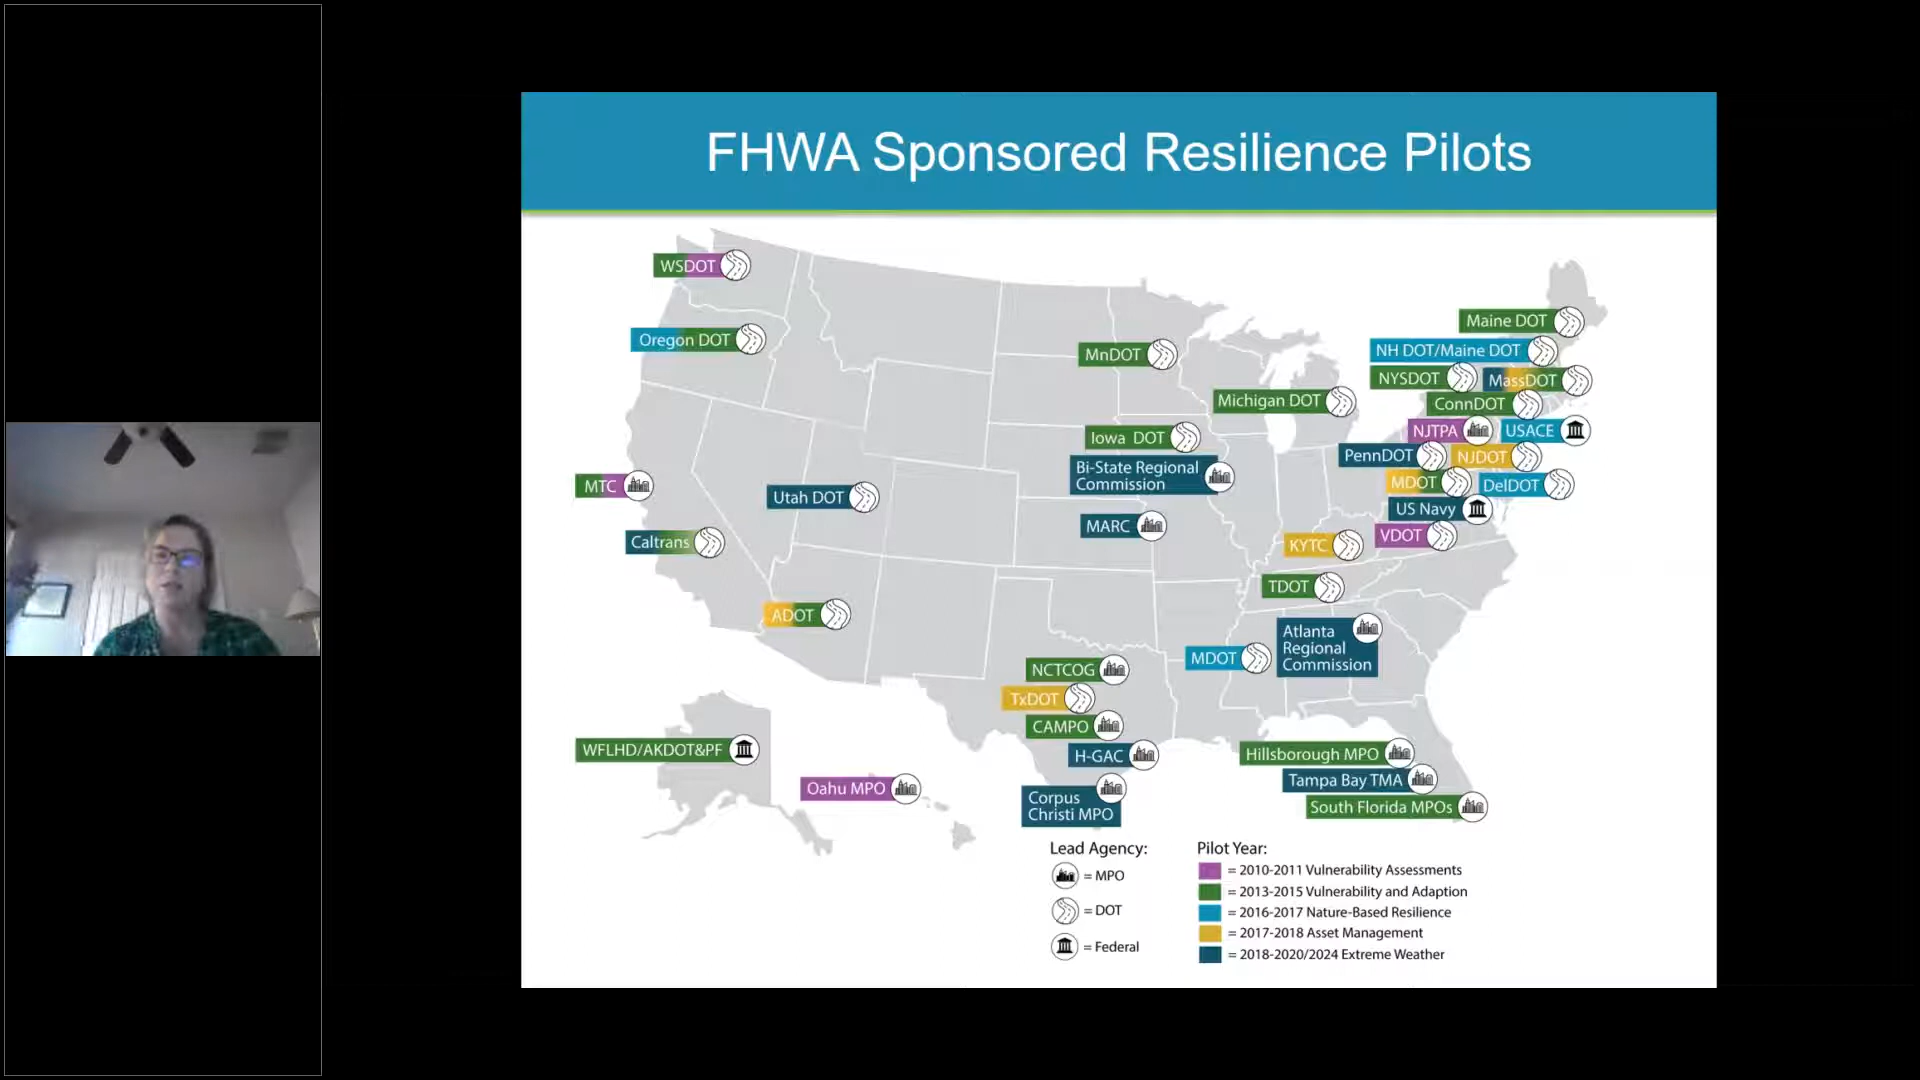 FHWA Sponsored Resilience Pilots
WSDOT
Oregon DOT
MTC
Caltrans
Utah DOT
ADOT
WFLHD/AKDOT&PF
Oahu MPO
MnDOT
Michigan DOT
Iowa DOT
Bi-State Regional
Commission
MARC
Maine DOT
NH DOT/Maine DOT
NYSDOT
MassDOT
ConnDOT
NJTPA
USACE
PennDOT
NJDOT
MDOT
DelDOT
US Navy
VDOT
KYTC
TDOT
Atlanta
Regional
Commission
MDOT
NCTCOG
TxDOT
CAMPO
H-GAC
Corpus
Christi MPO
Hillsborough MPO
Tampa Bay TMA
South Florida MPOs
Lead Agency:
= MPO
= DOT
= Federal
Pilot Year:
= 2010-2011 Vulnerability Assessments
= 2013-2015 Vulnerability and Adaption
= 2016-2017 Nature-Based Resilience
= 2017-2018 Asset Management
= 2018-2020/2024 Extreme Weather